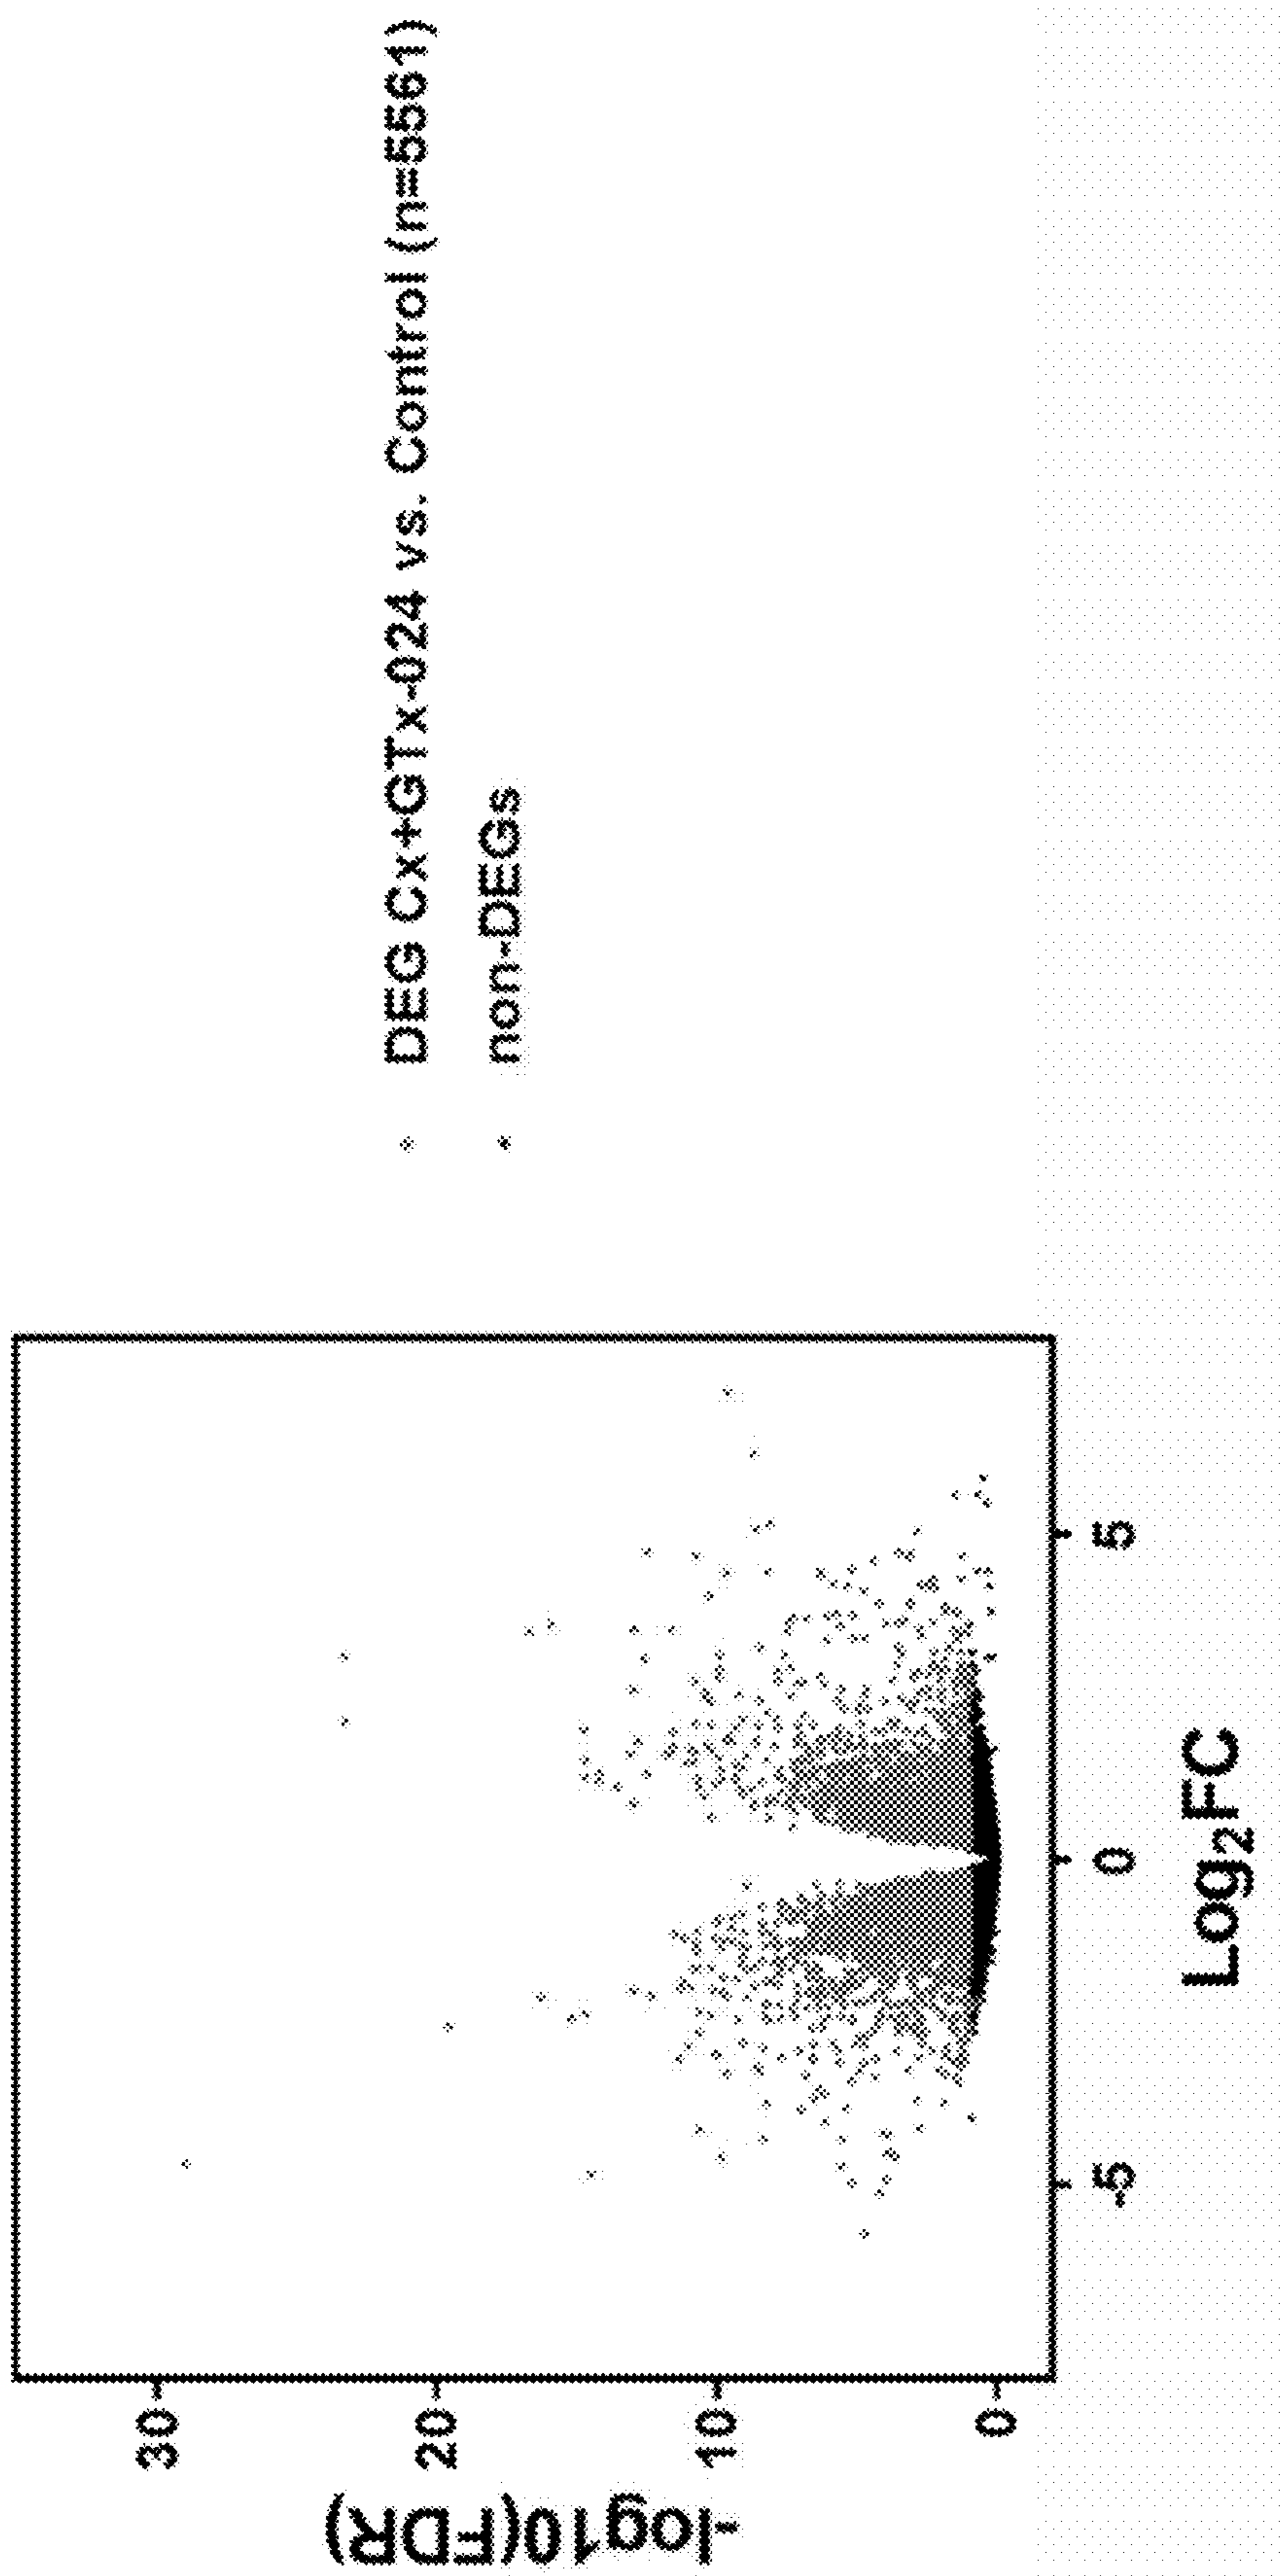 -log10(FDR)
30
20
10
0
-5
0
5
Log₂FC
DEG Cx+GTx-024 vs. Control (n=5561)
non-DEGs